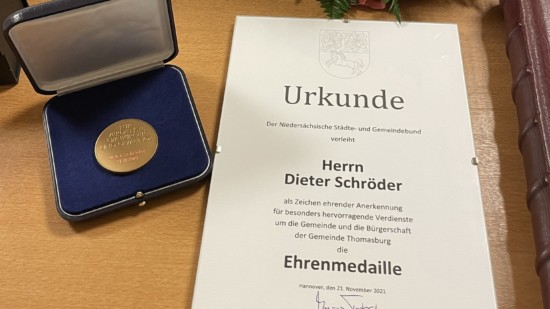 Urkunde
Der Niedersächsische Städte- und Gemeindebund
verleiht
Herrn
Dieter Schröder
als Zeichen ehrender Anerkennung
für besonders hervorragende Verdienste
um die Gemeinde und die Bürgerschaft
der Gemeinde Thomasburg
die
Ehrenmedaille
Hannover, den 21. November 2021